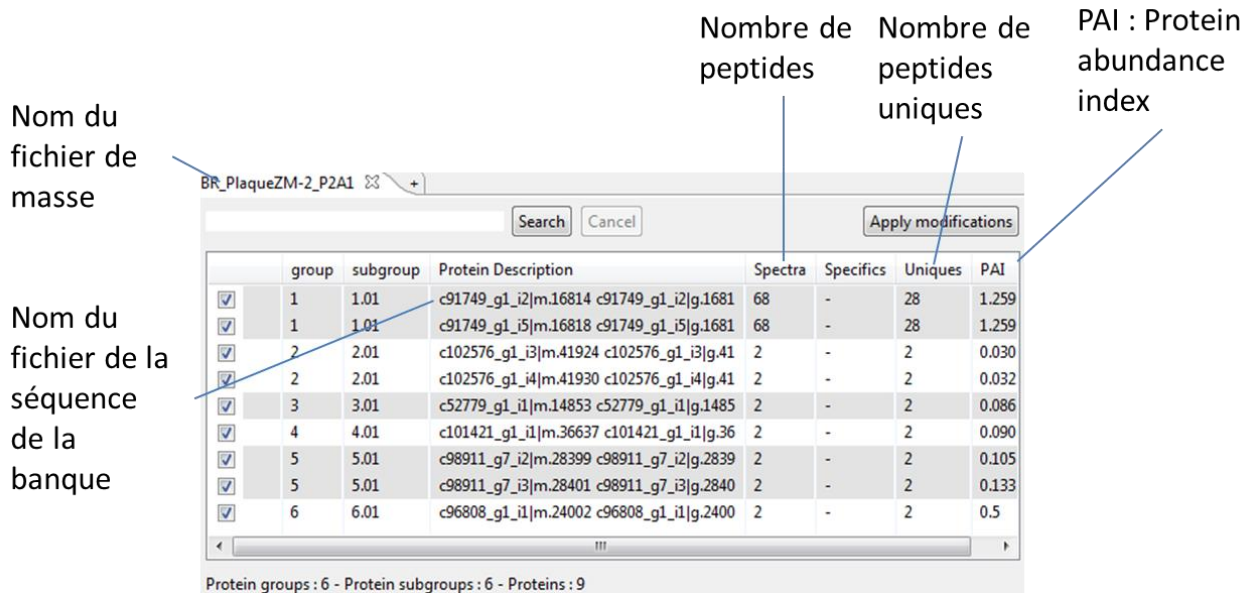 Nombre de
peptides
Nombre de
peptides
uniques
PAI : Protein
abundance
index
Nom du
fichier de
masse
BR_PlaqueZM-2_P2A1 +
Search Cancel Apply modifications
group subgroup Protein Description Spectra Specifics Uniques PAI
1 1.01 c91749_g1_i2|m.16814 c91749_g1_i2|g.1681 68 - 28 1.259
1 1.01 c91749_g1_i5|m.16818 c91749_g1_i5|g.1681 68 - 28 1.259
2 2.01 c102576_g1_i3|m.41924 c102576_g1_i3|g.41 2 - 2 0.030
2 2.01 c102576_g1_i4|m.41930 c102576_g1_i4|g.41 2 - 2 0.032
3 3.01 c52779_g1_i1|m.14853 c52779_g1_i1|g.1485 2 - 2 0.086
4 4.01 c101421_g1_i1|m.36637 c101421_g1_i1|g.36 2 - 2 0.090
5 5.01 c98911_g7_i2|m.28399 c98911_g7_i2|g.2839 2 - 2 0.105
5 5.01 c98911_g7_i3|m.28401 c98911_g7_i3|g.2840 2 - 2 0.133
6 6.01 c96808_g1_i1|m.24002 c96808_g1_i1|g.2400 2 - 2 0.5
Nom du
fichier de la
séquence
de la
banque
Protein groups : 6 - Protein subgroups : 6 - Proteins : 9